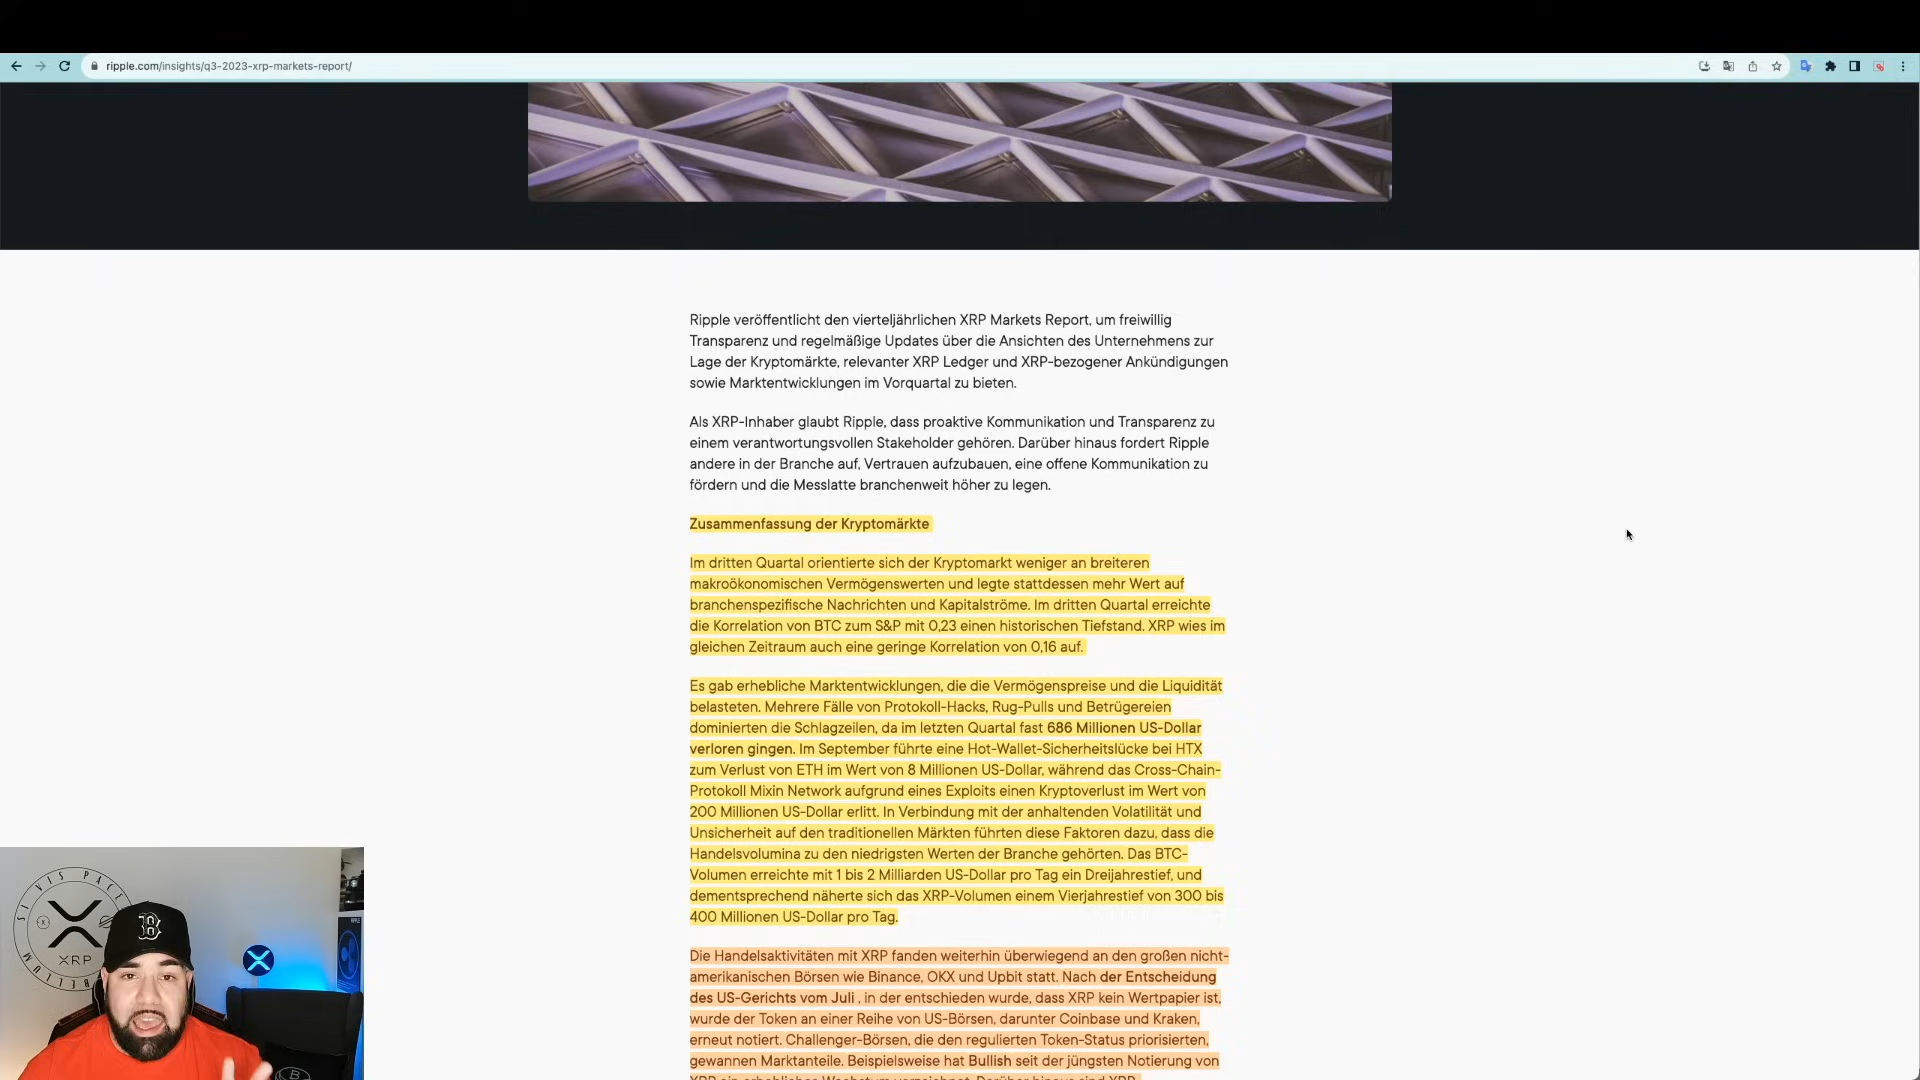 ripple.com/insights/q3-2023-xrp-markets-report/
Ripple veröffentlicht den vierteljährlichen XRP Markets Report, um freiwillig
Transparenz und regelmäßige Updates über die Ansichten des Unternehmens zur
Lage der Kryptomärkte, relevanter XRP Ledger und XRP-bezogener Ankündigungen
sowie Marktentwicklungen im Vorquartal zu bieten.
Als XRP-Inhaber glaubt Ripple, dass proaktive Kommunikation und Transparenz zu
einem verantwortungsvollen Stakeholder gehören. Darüber hinaus fordert Ripple
andere in der Branche auf, Vertrauen aufzubauen, eine offene Kommunikation zu
fördern und die Messlatte branchenweit höher zu legen.
Zusammenfassung der Kryptomärkte
Im dritten Quartal orientierte sich der Kryptomarkt weniger an breiteren
makroökonomischen Vermögenswerten und legte stattdessen mehr Wert auf
branchenspezifische Nachrichten und Kapitalströme. Im dritten Quartal erreichte
die Korrelation von BTC zum S&P mit 0,23 einen historischen Tiefstand. XRP wies im
gleichen Zeitraum auch eine geringe Korrelation von 0,16 auf.
Es gab erhebliche Marktentwicklungen, die die Vermögenspreise und die Liquidität
belasteten. Mehrere Fälle von Protokoll-Hacks, Rug-Pulls und Betrügereien
dominierten die Schlagzeilen, da im letzten Quartal fast 686 Millionen US-Dollar
verloren gingen. Im September führte eine Hot-Wallet-Sicherheitslücke bei HTX
zum Verlust von ETH im Wert von 8 Millionen US-Dollar, während das Cross-Chain-
Protokoll Mixin Network aufgrund eines Exploits einen Kryptoverlust im Wert von
200 Millionen US-Dollar erlitt. In Verbindung mit der anhaltenden Volatilität und
Unsicherheit auf den traditionellen Märkten führten diese Faktoren dazu, dass die
Handelsvolumina zu den niedrigsten Werten der Branche gehörten. Das BTC-
Volumen erreichte mit 1 bis 2 Milliarden US-Dollar pro Tag ein Dreijahrestief, und
dementsprechend näherte sich das XRP-Volumen einem Vierjahrestief von 300 bis
400 Millionen US-Dollar pro Tag.
Die Handelsaktivitäten mit XRP fanden weiterhin überwiegend an den großen nicht-
amerikanischen Börsen wie Binance, OKX und Upbit statt. Nach der Entscheidung
des US-Gerichts vom Juli , in der entschieden wurde, dass XRP kein Wertpapier ist,
wurde der Token an einer Reihe von US-Börsen, darunter Coinbase und Kraken,
erneut notiert. Challenger-Börsen, die den regulierten Token-Status priorisierten,
gewannen Marktanteile. Beispielsweise hat Bullish seit der jüngsten Notierung von
SI VIS PACEM
BELLUM
XRP
B